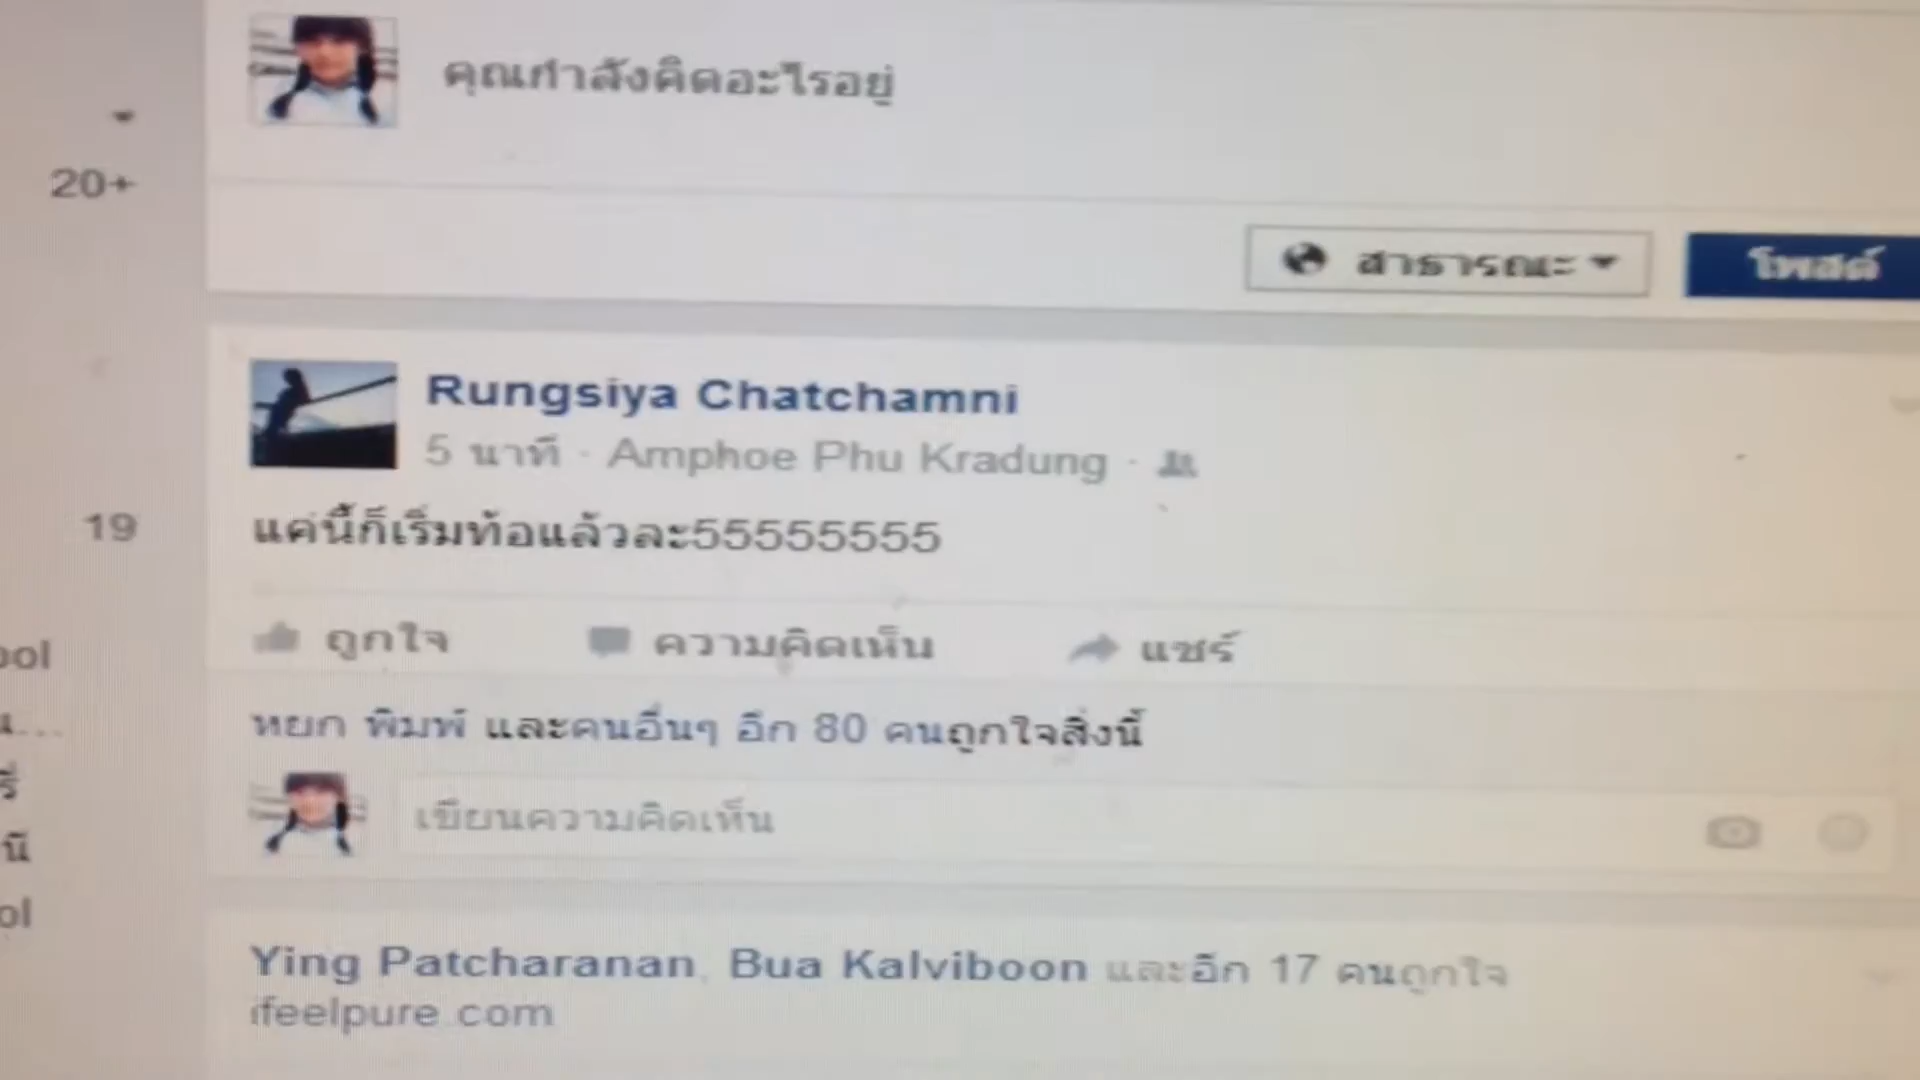 คุณกำลังคิดอะไรอยู่
20+
สาธารณะ
โพสต์
Rungsiya Chatchamni
5 นาที · Amphoe Phu Kradung ·
19
แค่นี้ก็เริ่มท้อแล้วละ55555555
ถูกใจ ความคิดเห็น แชร์
หยก พิมพ์ และคนอื่นๆ อีก 80 คนถูกใจสิ่งนี้
เขียนความคิดเห็น
Ying Patcharanan, Bua Kalviboon และอีก 17 คนถูกใจ
ifeelpure.com